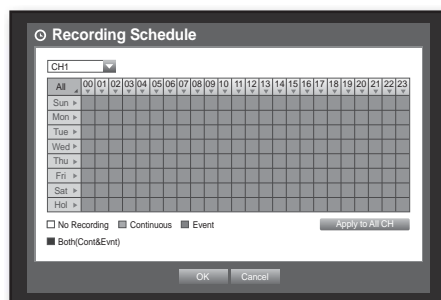 Recording Schedule
CH1
All 00 01 02 03 04 05 06 07 08 09 10 11 12 13 14 15 16 17 18 19 20 21 22 23
Sun
Mon
Tue
Wed
Thu
Fri
Sat
Hol
No Recording Continuous Event Apply to All CH
Both(Cont&Evnt)
OK Cancel